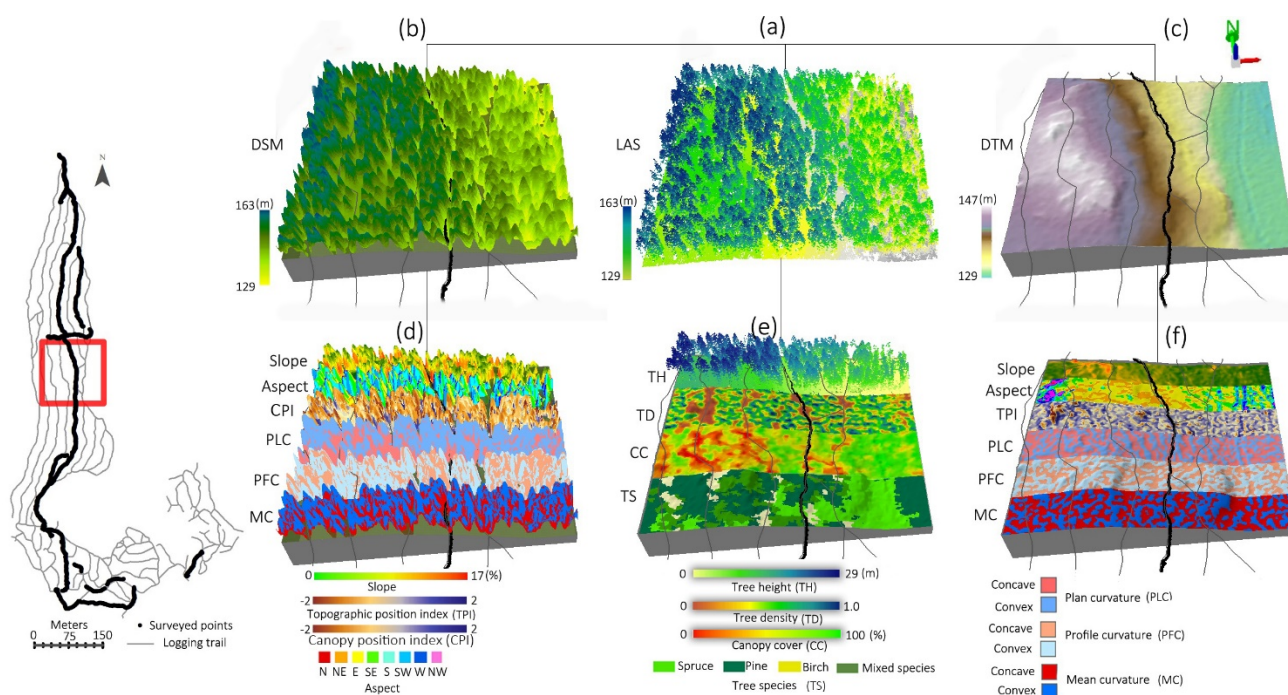 (b)
(a)
(c)
N
DSM
163 (m)
129
LAS
163 (m)
129
DTM
147 (m)
129
N
(d)
Slope
Aspect
CPI
PLC
PFC
MC
(e)
TH
TD
CC
TS
(f)
Slope
Aspect
TPI
PLC
PFC
MC
0 17 (%)
Slope
-2 2
Topographic position index (TPI)
-2 2
Canopy position index (CPI)
N NE E SE S SW W NW
Aspect
0 29 (m)
Tree height (TH)
0 1.0
Tree density (TD)
0 100 (%)
Canopy cover (CC)
Spruce Pine Birch Mixed species
Tree species (TS)
Concave
Convex
Plan curvature (PLC)
Concave
Convex
Profile curvature (PFC)
Concave
Convex
Mean curvature (MC)
Meters
0 75 150
Surveyed points
Logging trail